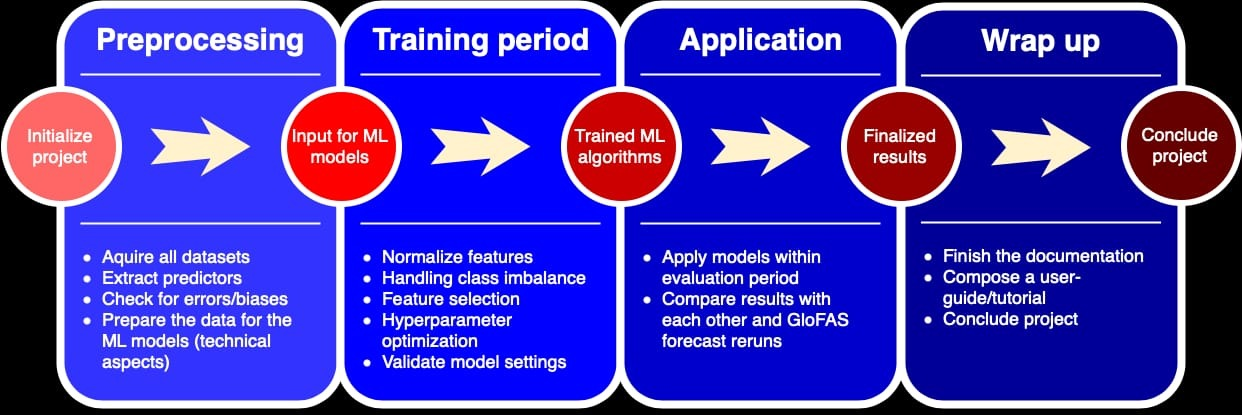 Preprocessing
Training period
Application
Wrap up
Initialize
project
Input for ML
models
Trained ML
algorithms
Finalized
results
Conclude
project
• Aquire all datasets
• Extract predictors
• Check for errors/biases
• Prepare the data for the
ML models (technical
aspects)
• Normalize features
• Handling class imbalance
• Feature selection
• Hyperparameter
optimization
• Validate model settings
• Apply models within
evaluation period
• Compare results with
each other and GloFAS
forecast reruns
• Finish the documentation
• Compose a user-
guide/tutorial
• Conclude project